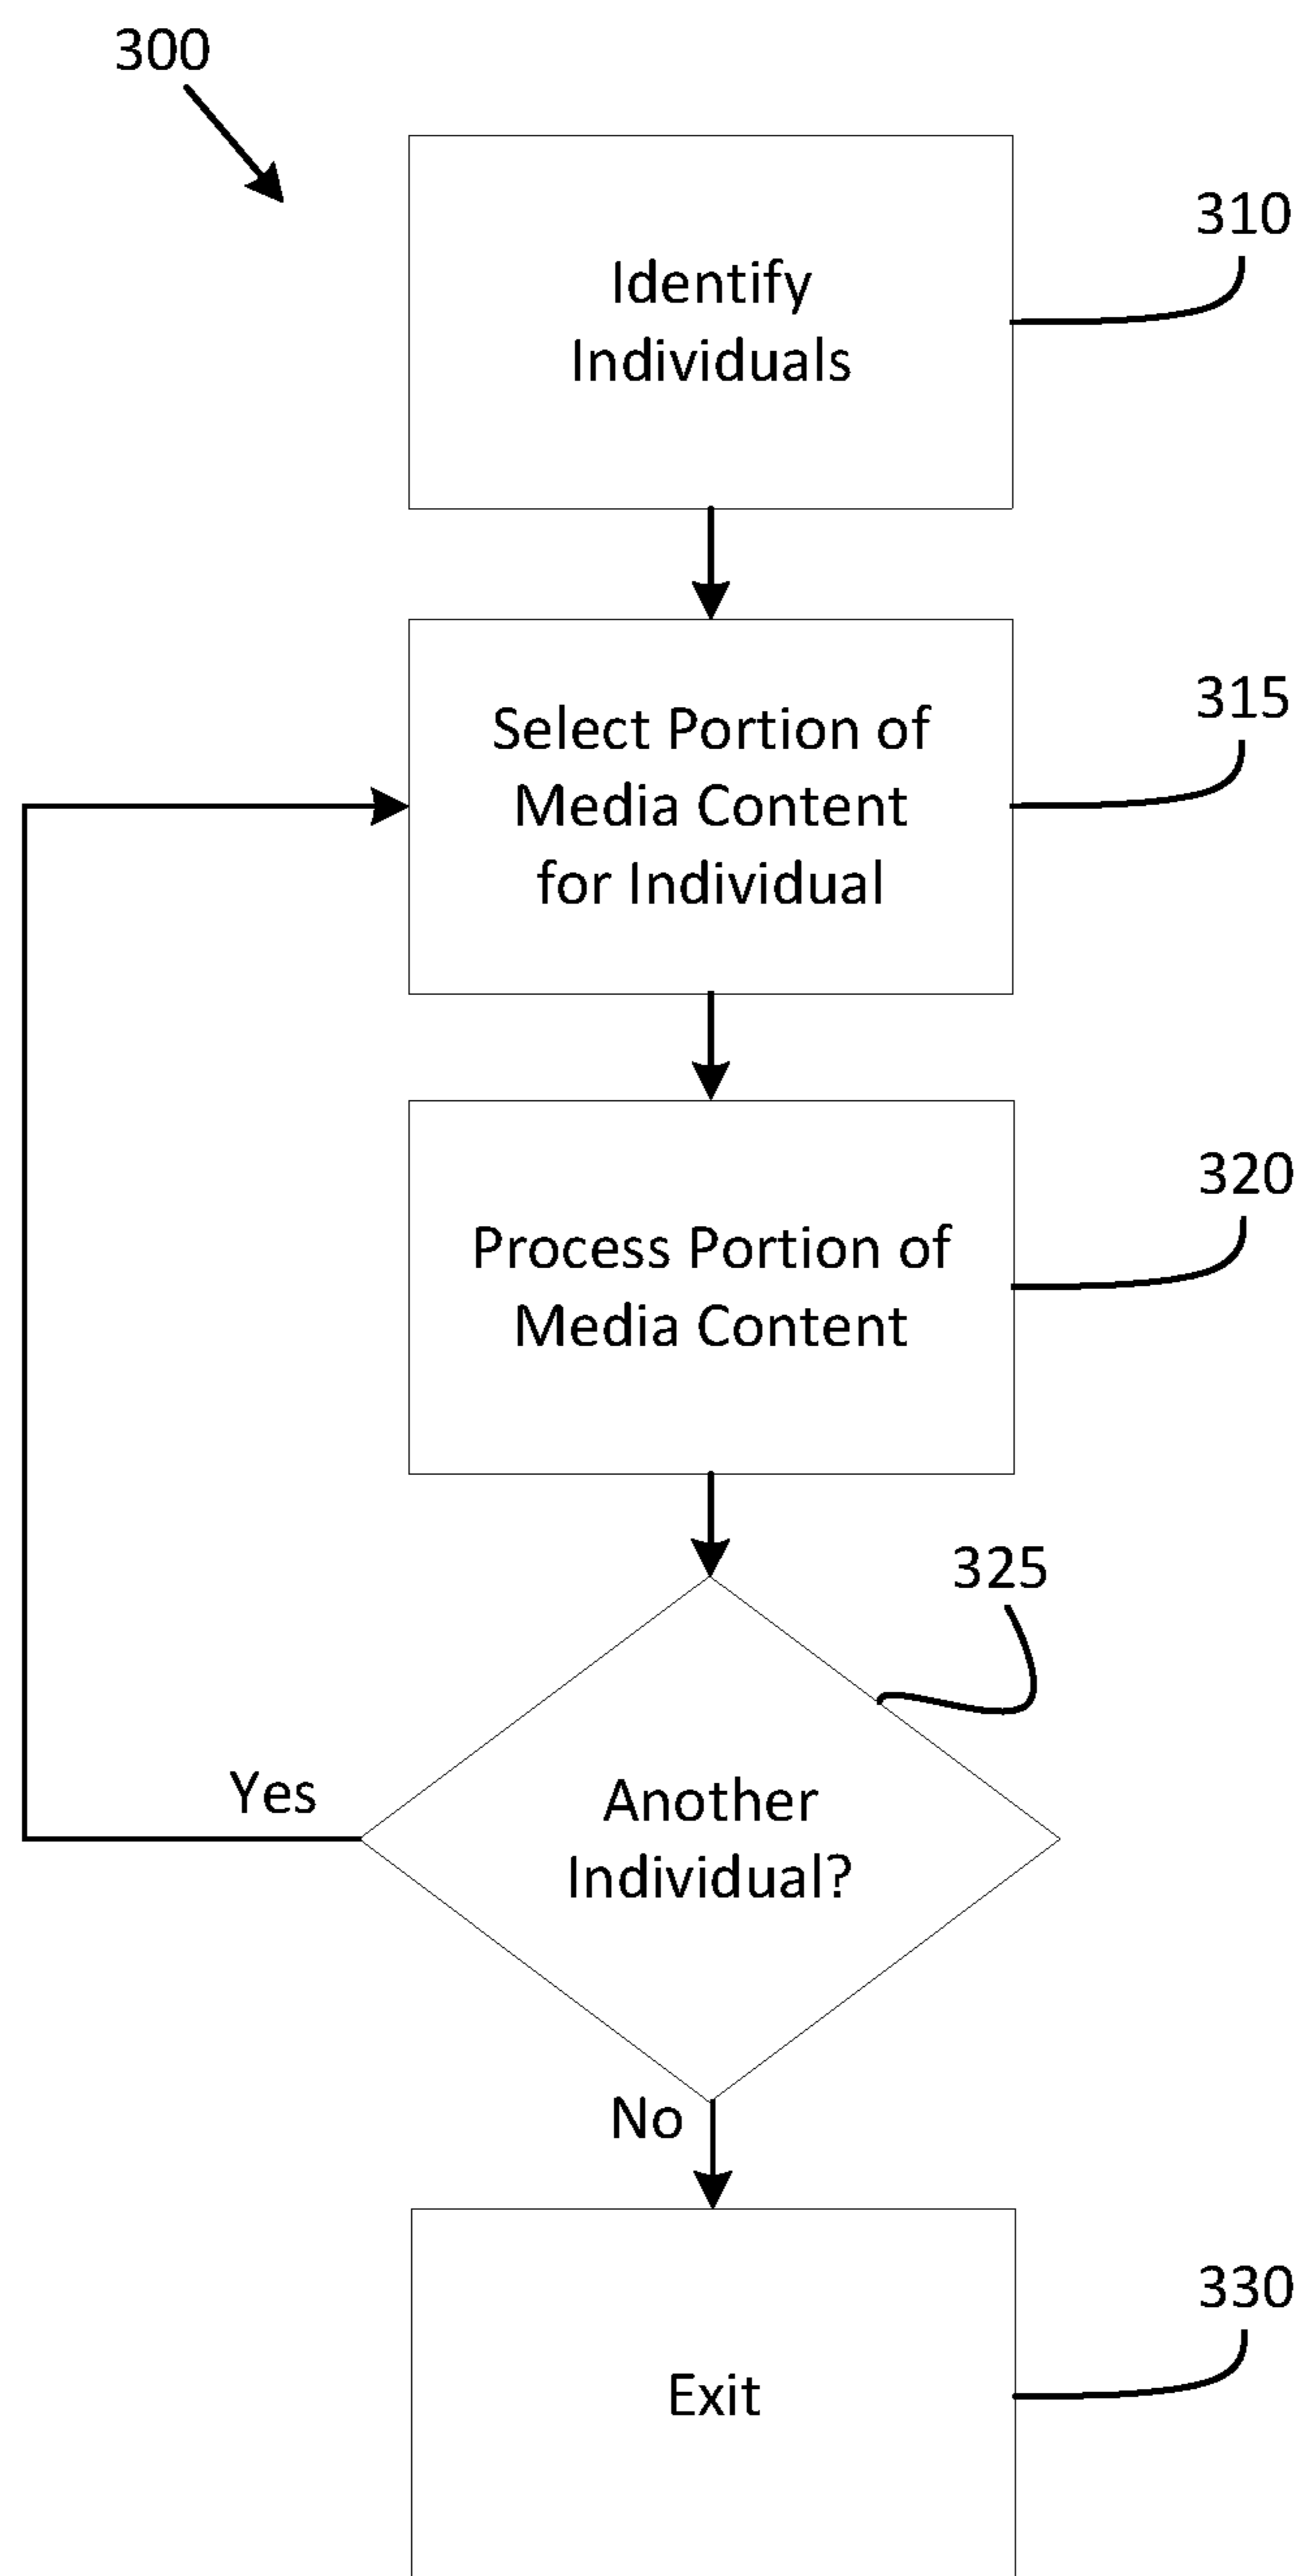 300
310
Identify
Individuals
315
Select Portion of
Media Content
for Individual
320
Process Portion of
Media Content
325
Another
Individual?
Yes
No
330
Exit